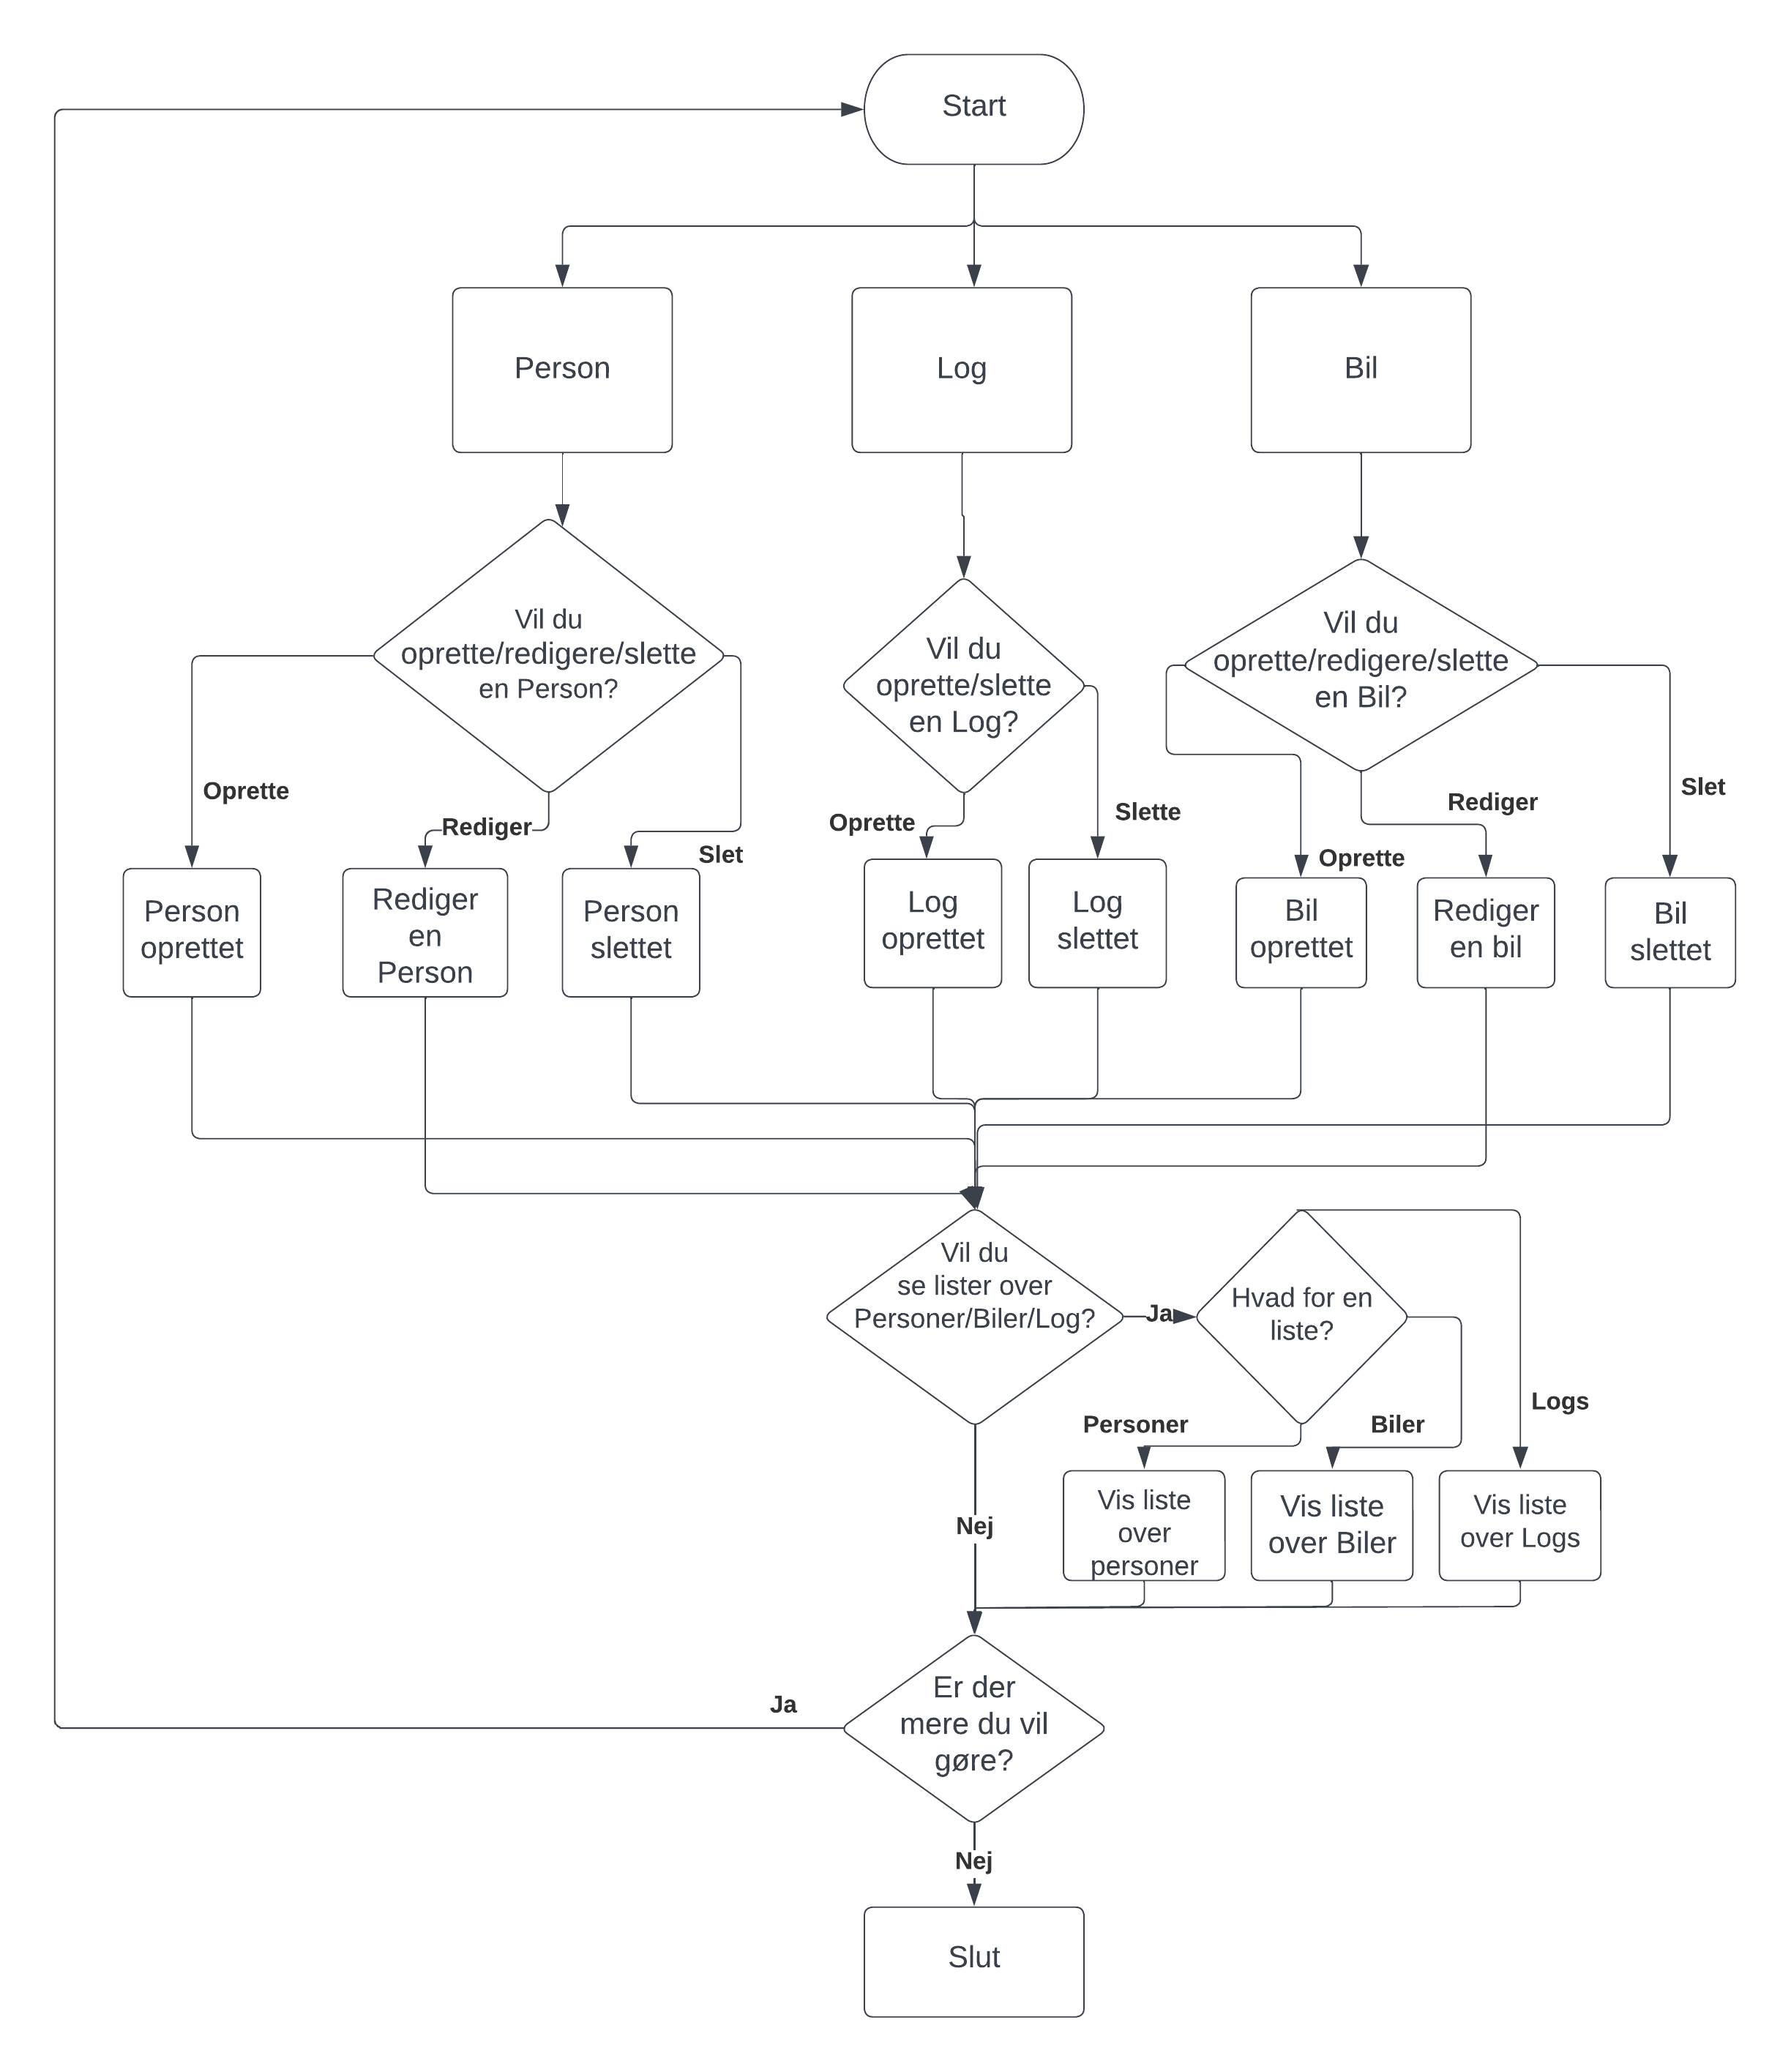 Start
Person
Log
Bil
Vil du
oprette/redigere/slette
en Person?
Vil du
oprette/slette
en Log?
Vil du
oprette/redigere/slette
en Bil?
Oprette
Rediger
Slet
Oprette
Slette
Oprette
Rediger
Slet
Person
oprettet
Rediger
en
Person
Person
slettet
Log
oprettet
Log
slettet
Bil
oprettet
Rediger
en bil
Bil
slettet
Vil du
se lister over
Personer/Biler/Log?
Ja
Hvad for en
liste?
Personer
Biler
Logs
Nej
Vis liste
over
personer
Vis liste
over Biler
Vis liste
over Logs
Ja
Er der
mere du vil
gøre?
Nej
Slut